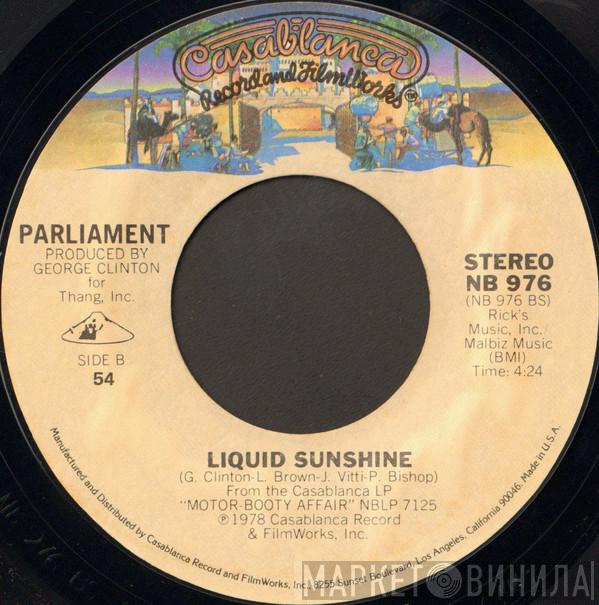 Casablanca
Record and FilmWorks™
PARLIAMENT
PRODUCED BY
GEORGE CLINTON
for
Thang, Inc.
SIDE B
54
STEREO
NB 976
(NB 976 BS)
Rick's
Music, Inc./
Malbiz Music
(BMI)
Time: 4:24
LIQUID SUNSHINE
(G. Clinton-L. Brown-J. Vitti-P. Bishop)
From the Casablanca LP
"MOTOR-BOOTY AFFAIR" NBLP 7125
℗1978 Casablanca Record
& FilmWorks, Inc.
Manufactured and Distributed by Casablanca Record and FilmWorks, Inc., 8255 Sunset Boulevard, Los Angeles, California 90046. Made in U.S.A.
МАРКЕТ ВИНИЛА